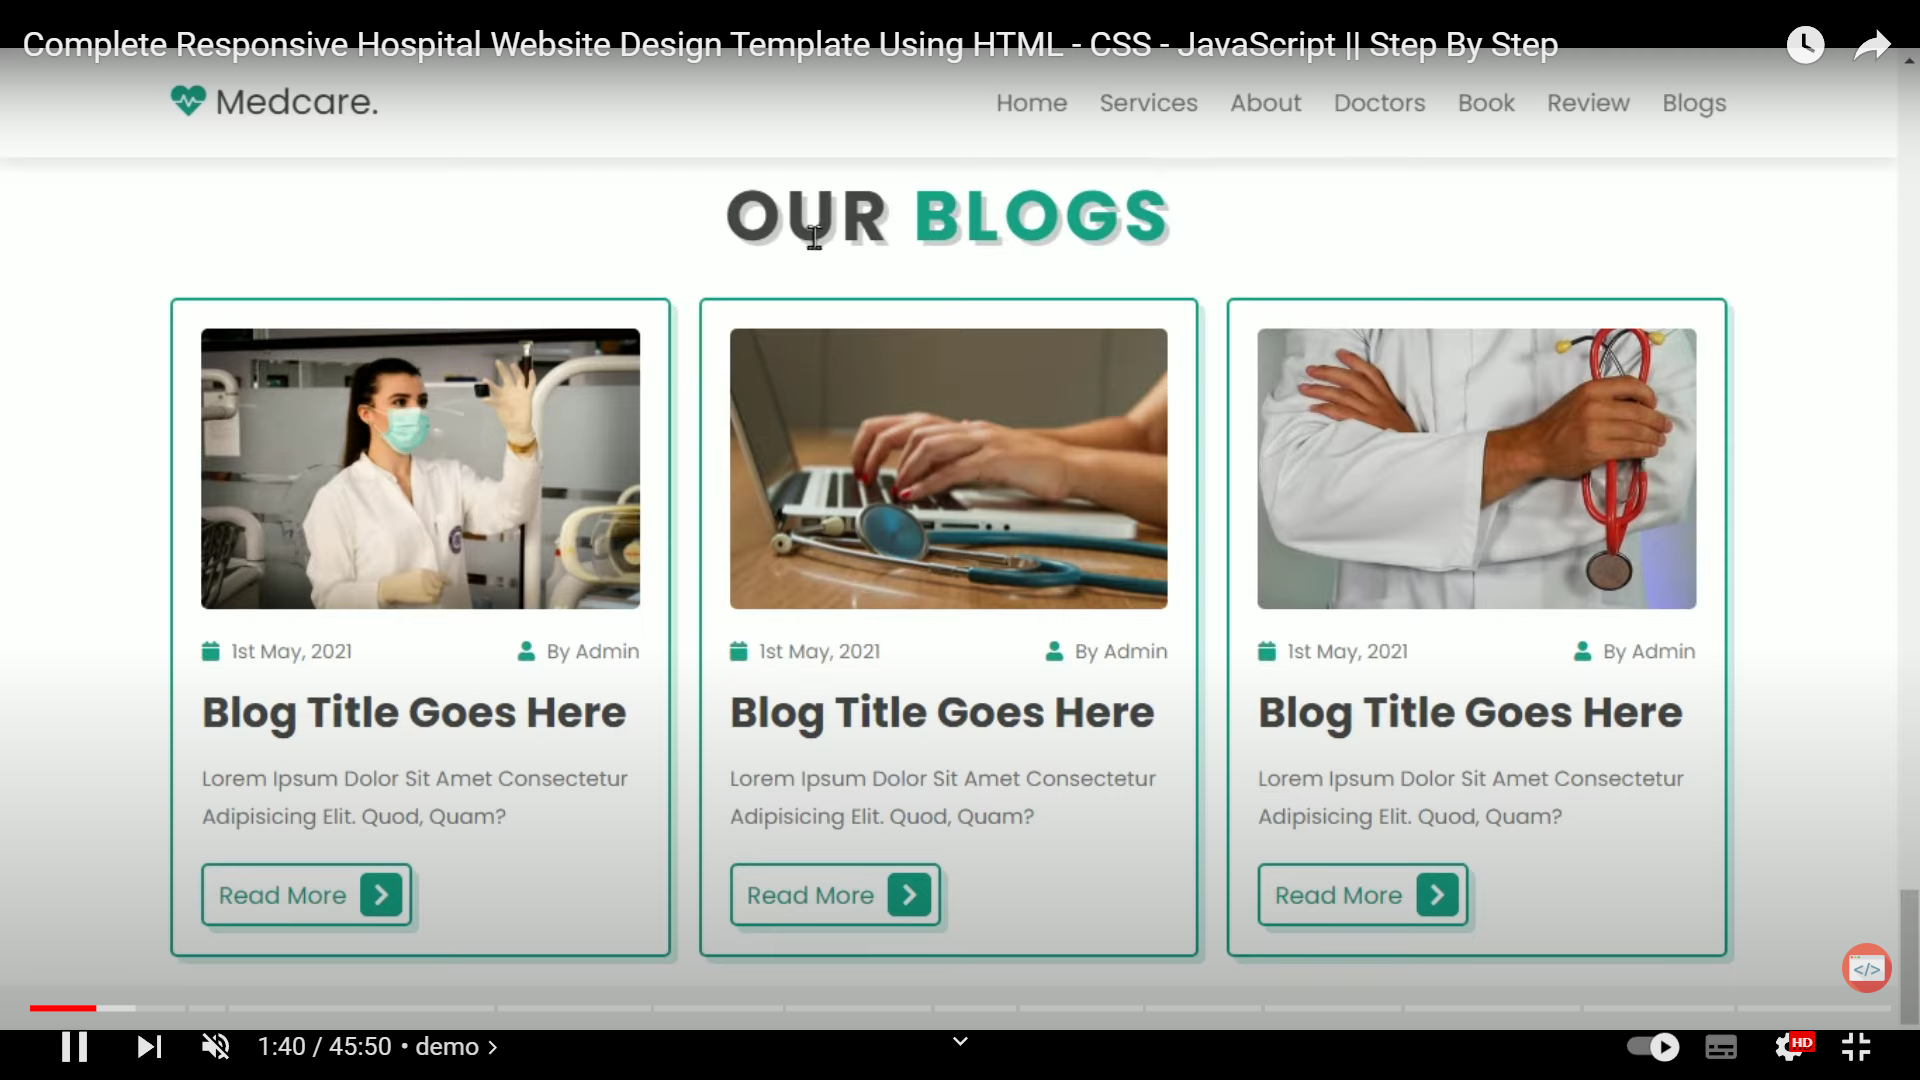 Complete Responsive Hospital Website Design Template Using HTML - CSS - JavaScript || Step By Step
Medcare.
Home Services About Doctors Book Review Blogs
OUR BLOGS
1st May, 2021 By Admin
Blog Title Goes Here
Lorem Ipsum Dolor Sit Amet Consectetur
Adipisicing Elit. Quod, Quam?
Read More
1st May, 2021 By Admin
Blog Title Goes Here
Lorem Ipsum Dolor Sit Amet Consectetur
Adipisicing Elit. Quod, Quam?
Read More
1st May, 2021 By Admin
Blog Title Goes Here
Lorem Ipsum Dolor Sit Amet Consectetur
Adipisicing Elit. Quod, Quam?
Read More
</>
1:40 / 45:50 • demo >
HD